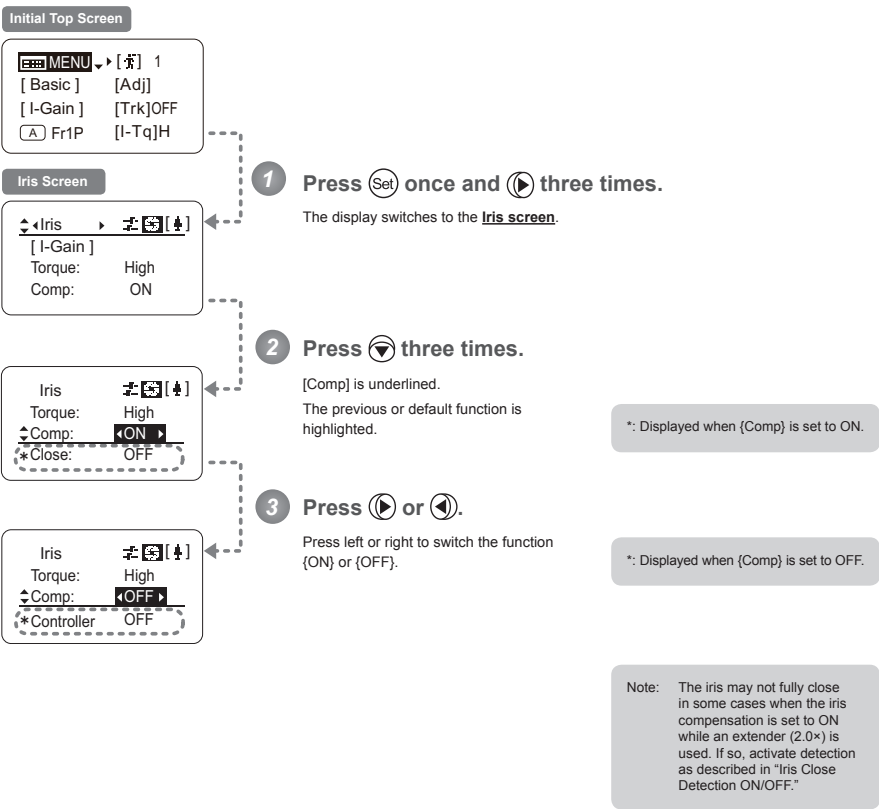 Initial Top Screen
MENU [ ] 1
[ Basic ] [Adj]
[ I-Gain ] [Trk]OFF
A Fr1P [I-Tq]H
1 Press Set once and three times.
The display switches to the Iris screen.
Iris Screen
Iris [ ]
[ I-Gain ]
Torque: High
Comp: ON
2 Press three times.
[Comp] is underlined.
The previous or default function is
highlighted.
Iris [ ]
Torque: High
Comp: ON
*Close: OFF
*: Displayed when {Comp} is set to ON.
3 Press or .
Press left or right to switch the function
{ON} or {OFF}.
Iris [ ]
Torque: High
Comp: OFF
*Controller OFF
*: Displayed when {Comp} is set to OFF.
Note: The iris may not fully close
in some cases when the iris
compensation is set to ON
while an extender (2.0×) is
used. If so, activate detection
as described in “Iris Close
Detection ON/OFF.”